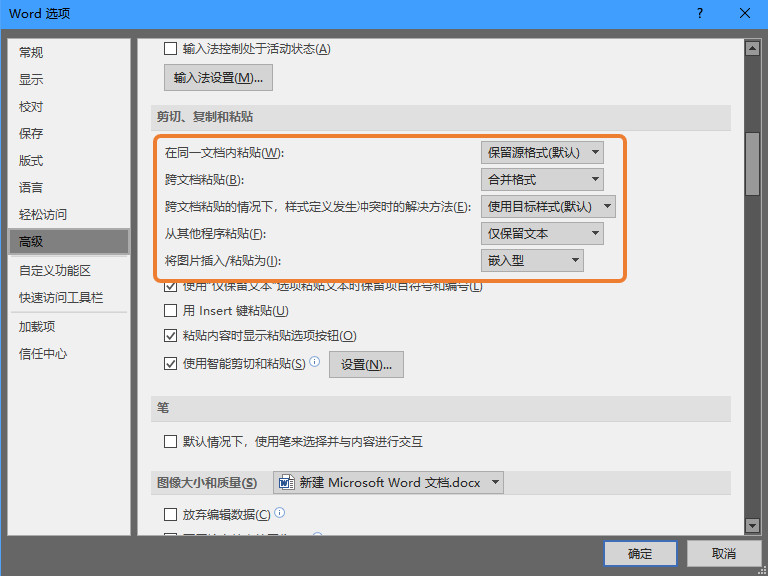 Word 选项
?
常规
显示
校对
保存
版式
语言
轻松访问
高级
自定义功能区
快速访问工具栏
加载项
信任中心
输入法控制处于活动状态(A)
输入法设置(M)...
剪切、复制和粘贴
在同一文档内粘贴(W): 保留源格式(默认)
跨文档粘贴(B): 合并格式
跨文档粘贴的情况下，样式定义发生冲突时的解决方法(E): 使用目标样式(默认)
从其他程序粘贴(F): 仅保留文本
将图片插入/粘贴为(I): 嵌入型
使用"仅保留文本"选项粘贴文本时保留项目符号和编号(L)
用 Insert 键粘贴(U)
粘贴内容时显示粘贴选项按钮(O)
使用智能剪切和粘贴(S) 设置(N)...
笔
默认情况下，使用笔来选择并与内容进行交互
图像大小和质量(S) 新建 Microsoft Word 文档.docx
放弃编辑数据(C)
确定
取消